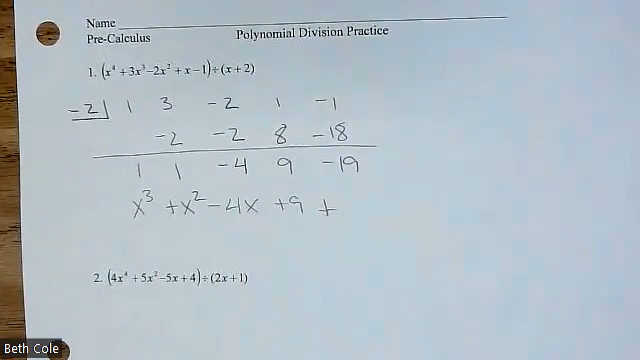 Name
Pre-Calculus
Polynomial Division Practice
1. (x⁴ + 3x³ – 2x² + x – 1) ÷ (x + 2)
-2| 1 3 -2 1 -1
-2 -2 8 -18
1 1 -4 9 -19
x³ + x² - 4x + 9 +
2. (4x⁴ + 5x² – 5x + 4) ÷ (2x + 1)
Beth Cole